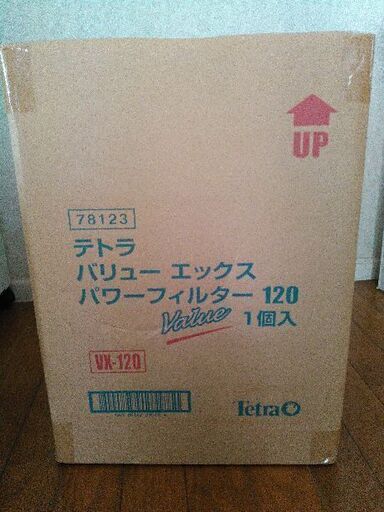 UP
78123
テトラ
バリュー エックス
パワーフィルター 120
Value 1個入
VX-120
Tetra